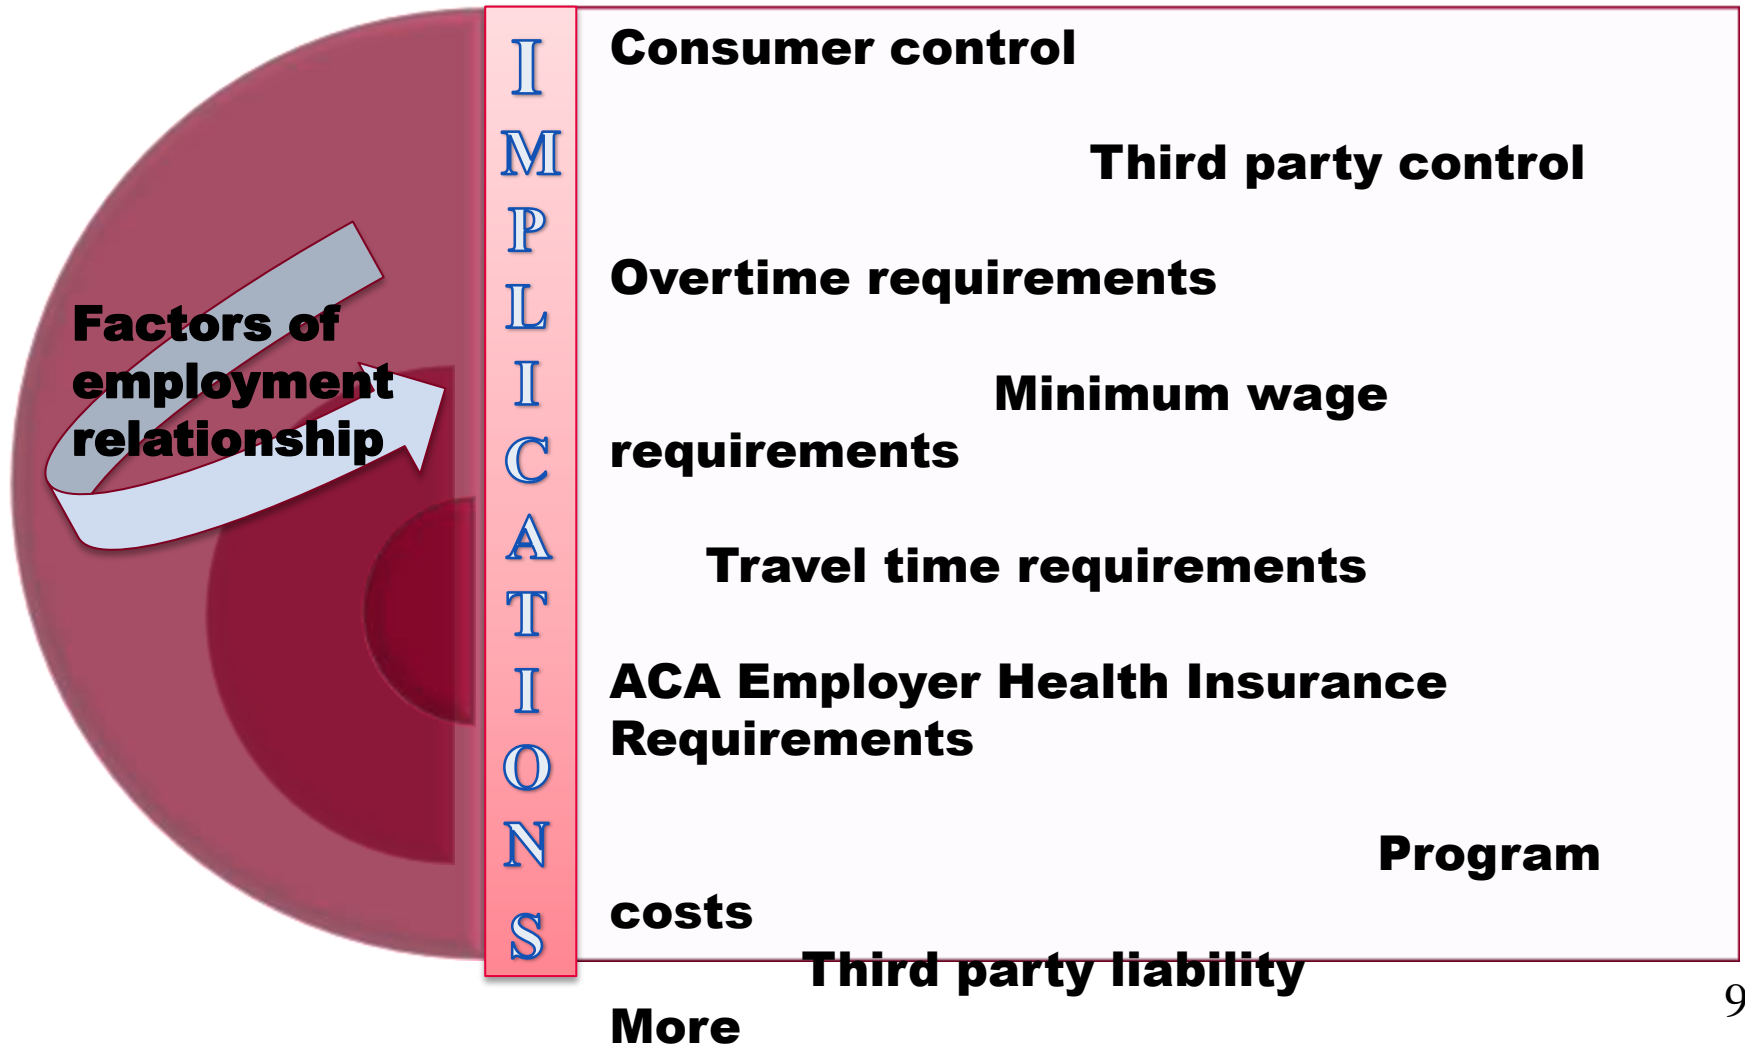 Factors of
employment
relationship
IMPLICATIONS
Consumer control
Third party control
Overtime requirements
Minimum wage
requirements
Travel time requirements
ACA Employer Health Insurance
Requirements
Program
costs
Third party liability
More
9